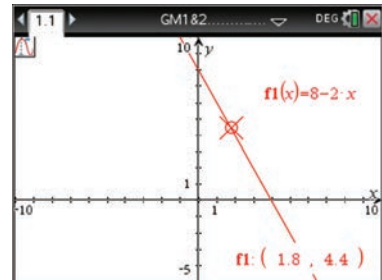 1.1 GM1&2... DEG
10 y
f1(x)=8-2·x
1
x
-10 1 10
f1: ( 1.8 , 4.4 )
-5